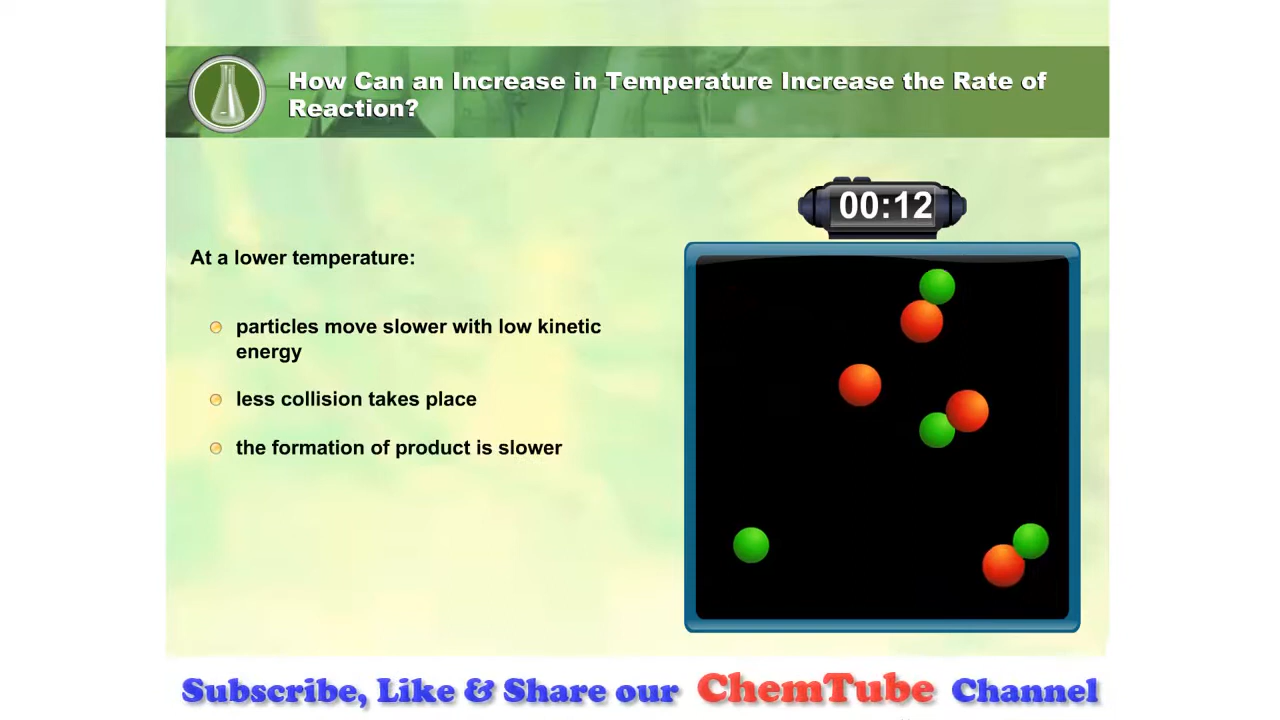 How Can an Increase in Temperature Increase the Rate of
Reaction?
00:12
At a lower temperature:
particles move slower with low kinetic
energy
less collision takes place
the formation of product is slower
Subscribe, Like & Share our ChemTube Channel